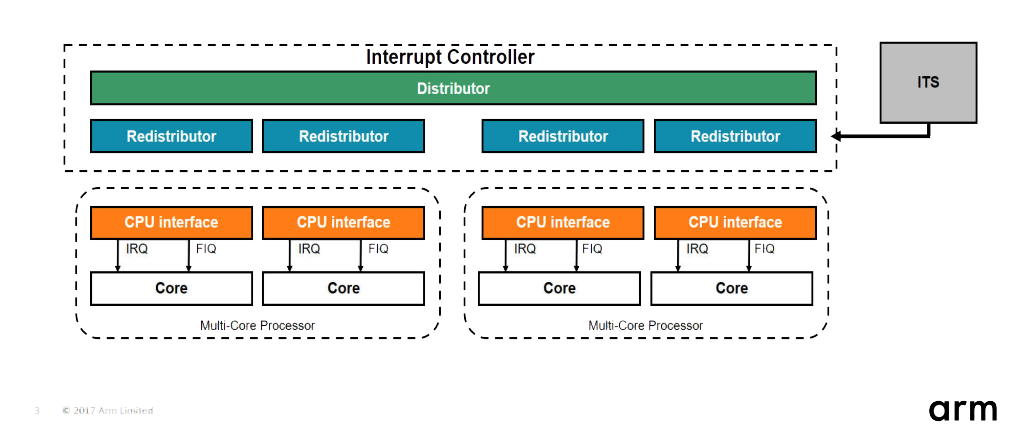 Interrupt Controller
Distributor
ITS
Redistributor Redistributor Redistributor Redistributor
CPU interface CPU interface CPU interface CPU interface
IRQ FIQ IRQ FIQ IRQ FIQ IRQ FIQ
Core Core Core Core
Multi-Core Processor Multi-Core Processor
3 © 2017 Arm Limited
arm